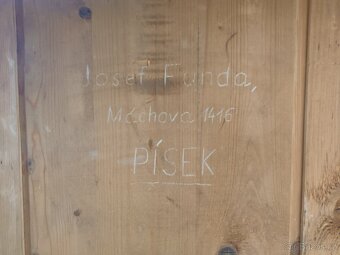 Josef Funda,
Máchova 1416
PÍSEK